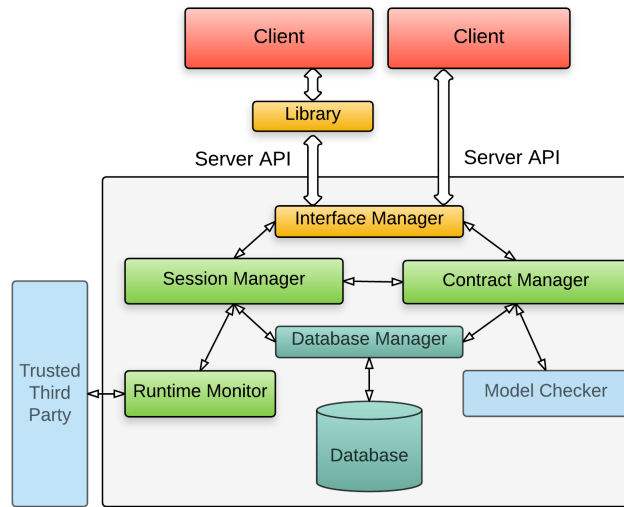 Client
Client
Library
Server API
Server API
Interface Manager
Session Manager
Contract Manager
Database Manager
Trusted
Third
Party
Runtime Monitor
Model Checker
Database